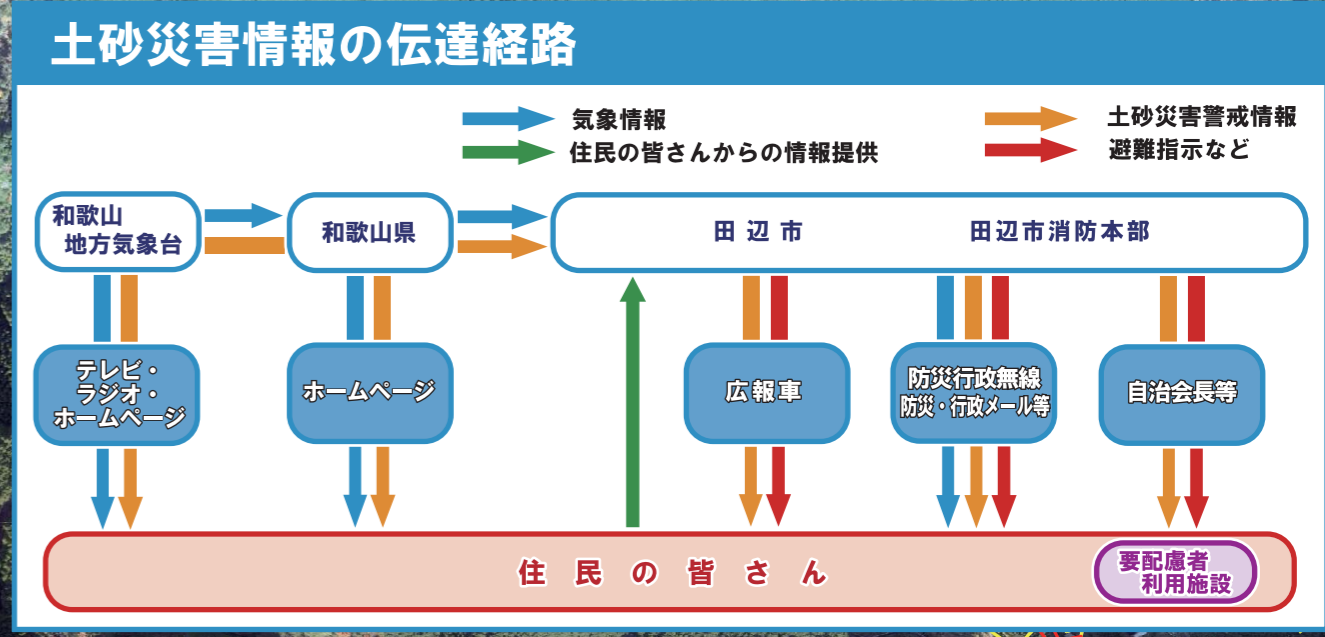 土砂災害情報の伝達経路
気象情報
土砂災害警戒情報
住民の皆さんからの情報提供
避難指示など
和歌山
地方気象台
和歌山県
田辺市
田辺市消防本部
テレビ・
ラジオ・
ホームページ
ホームページ
広報車
防災行政無線
防災・行政メール等
自治会長等
住民の皆さん
要配慮者
利用施設